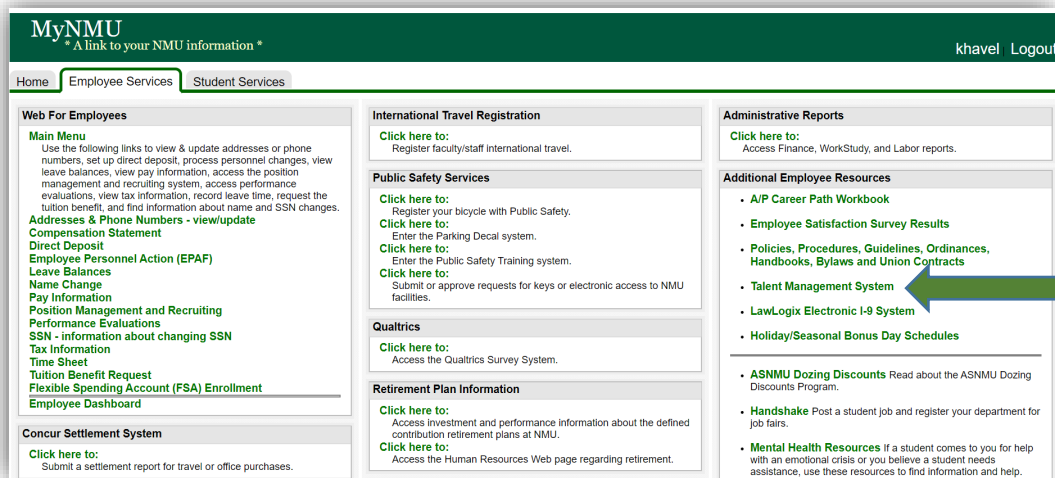 MyNMU
* A link to your NMU information *
khavel Logout
Home Employee Services Student Services
Web For Employees
Main Menu
Use the following links to view & update addresses or phone
numbers, set up direct deposit, process personnel changes, view
leave balances, view pay information, access the position
management and recruiting system, access performance
evaluations, view tax information, record leave time, request the
tuition benefit, and find information about name and SSN changes.
Addresses & Phone Numbers - view/update
Compensation Statement
Direct Deposit
Employee Personnel Action (EPAF)
Leave Balances
Name Change
Pay Information
Position Management and Recruiting
Performance Evaluations
SSN - information about changing SSN
Tax Information
Time Sheet
Tuition Benefit Request
Flexible Spending Account (FSA) Enrollment
Employee Dashboard
Concur Settlement System
Click here to:
Submit a settlement report for travel or office purchases.
International Travel Registration
Click here to:
Register faculty/staff international travel.
Public Safety Services
Click here to:
Register your bicycle with Public Safety.
Click here to:
Enter the Parking Decal system.
Click here to:
Enter the Public Safety Training system.
Click here to:
Submit or approve requests for keys or electronic access to NMU
facilities.
Qualtrics
Click here to:
Access the Qualtrics Survey System.
Retirement Plan Information
Click here to:
Access investment and performance information about the defined
contribution retirement plans at NMU.
Click here to:
Access the Human Resources Web page regarding retirement.
Administrative Reports
Click here to:
Access Finance, WorkStudy, and Labor reports.
Additional Employee Resources
• A/P Career Path Workbook
• Employee Satisfaction Survey Results
• Policies, Procedures, Guidelines, Ordinances,
Handbooks, Bylaws and Union Contracts
• Talent Management System
• LawLogix Electronic I-9 System
• Holiday/Seasonal Bonus Day Schedules
• ASNMU Dozing Discounts Read about the ASNMU Dozing
Discounts Program.
• Handshake Post a student job and register your department for
job fairs.
• Mental Health Resources If a student comes to you for help
with an emotional crisis or you believe a student needs
assistance, use these resources to find information and help.